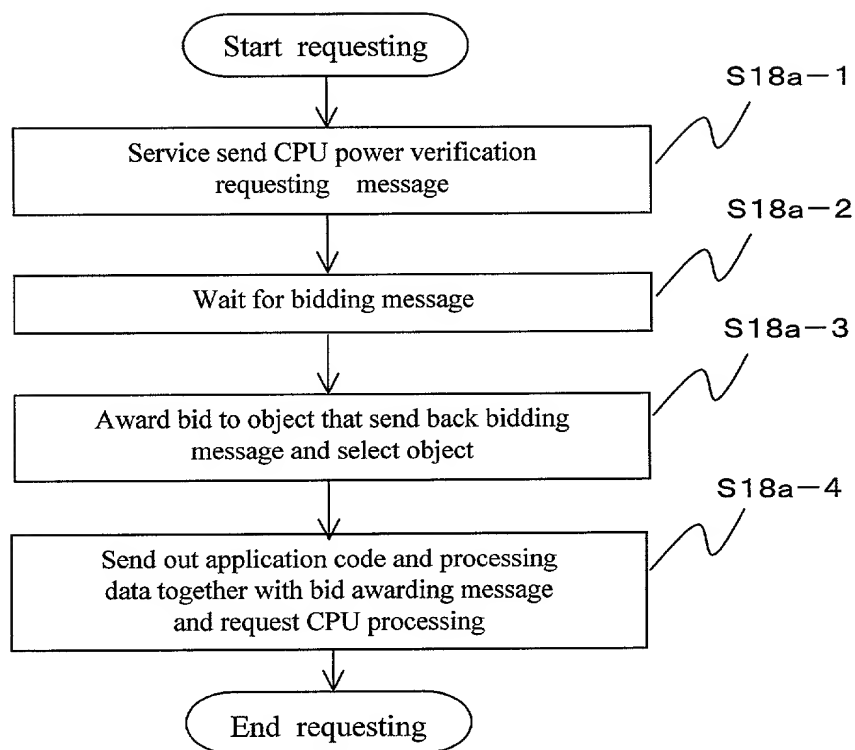 Start requesting
S18a-1
Service send CPU power verification
requesting message
S18a-2
Wait for bidding message
S18a-3
Award bid to object that send back bidding
message and select object
S18a-4
Send out application code and processing
data together with bid awarding message
and request CPU processing
End requesting